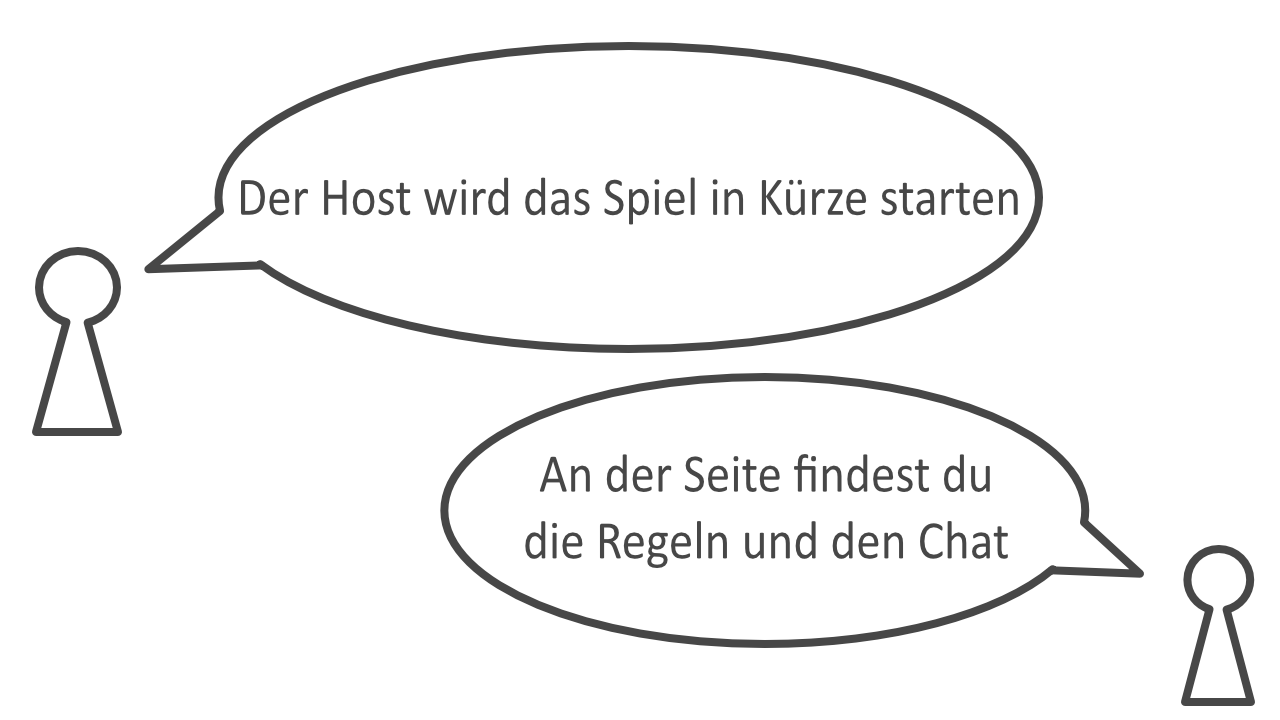 Der Host wird das Spiel in Kürze starten
An der Seite findest du
die Regeln und den Chat